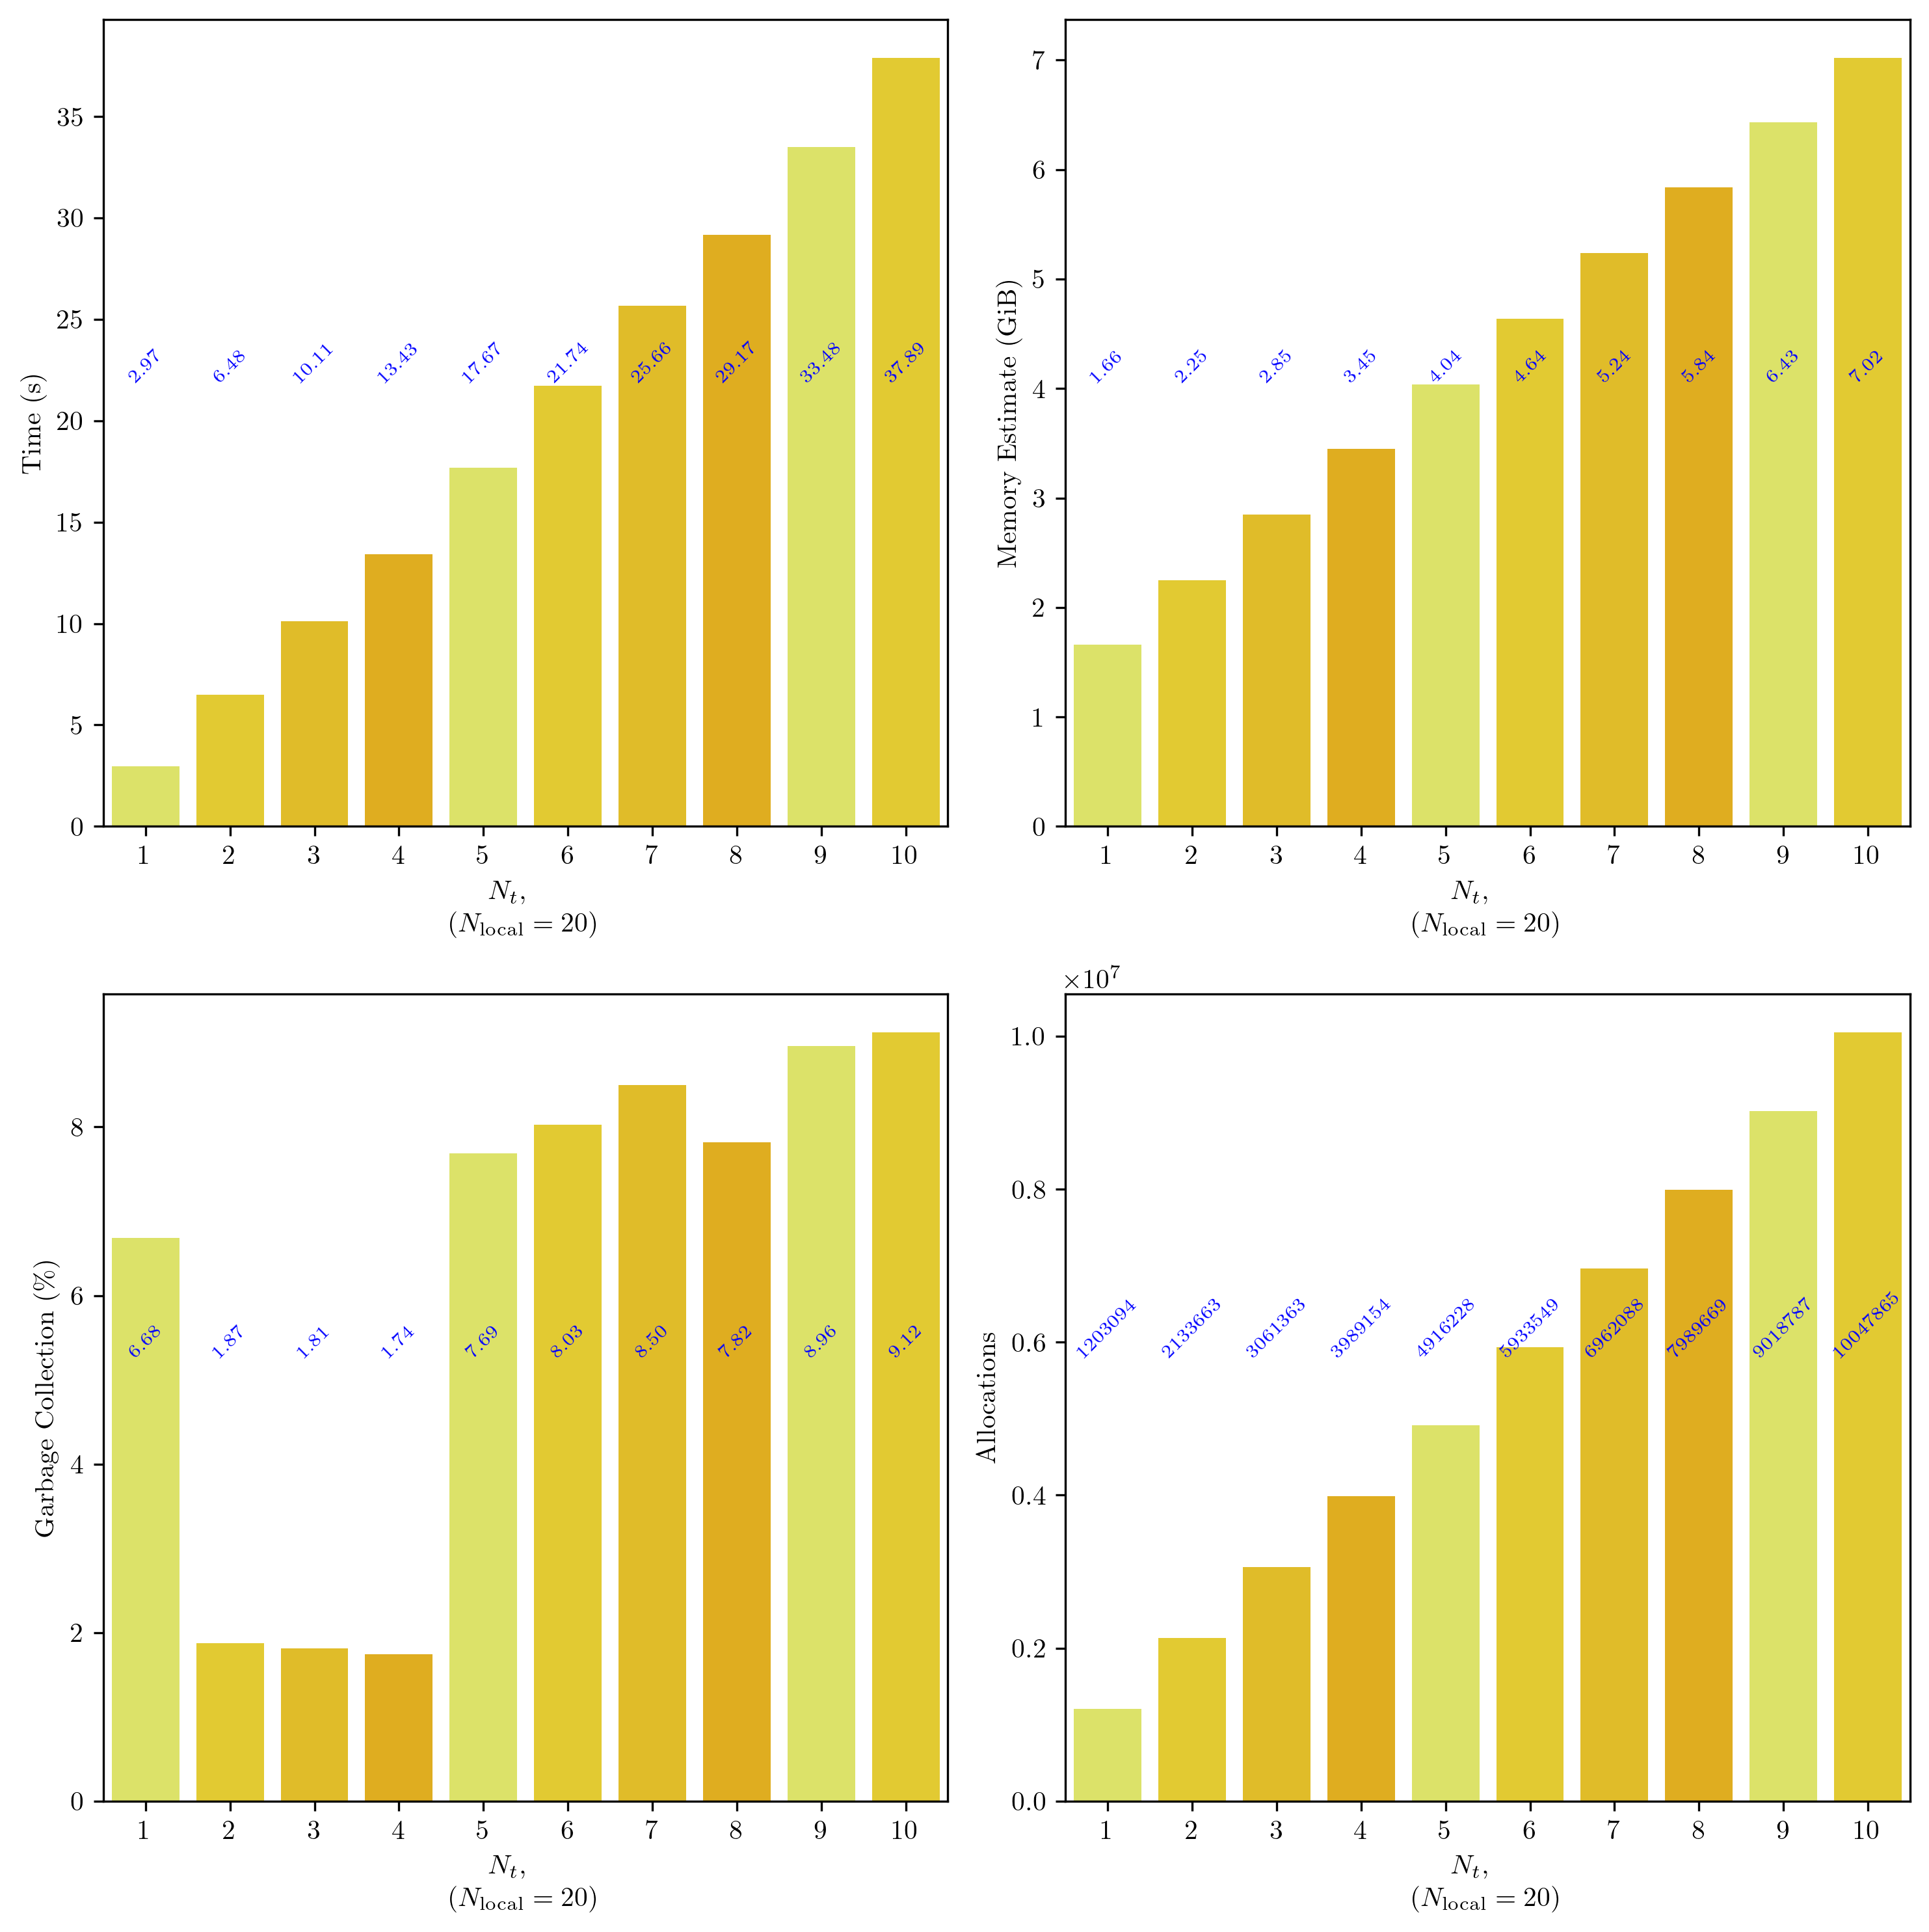 Time (s)
35
30
25
20
15
10
5
0
2.97 6.48 10.11 13.43 17.67 21.74 25.66 29.17 33.48 37.89
1 2 3 4 5 6 7 8 9 10
N_t,
(N_local = 20)
Memory Estimate (GiB)
7
6
5
4
3
2
1
0
1.66 2.25 2.85 3.45 4.04 4.64 5.24 5.84 6.43 7.02
1 2 3 4 5 6 7 8 9 10
N_t,
(N_local = 20)
Garbage Collection (%)
8
6
4
2
0
6.68 1.87 1.81 1.74 7.69 8.03 8.50 7.82 8.96 9.12
1 2 3 4 5 6 7 8 9 10
N_t,
(N_local = 20)
×10^7
Allocations
1.0
0.8
0.6
0.4
0.2
0.0
1203094 2133663 3061363 3989154 4916228 5933549 6962088 7989669 9018787 10047865
1 2 3 4 5 6 7 8 9 10
N_t,
(N_local = 20)